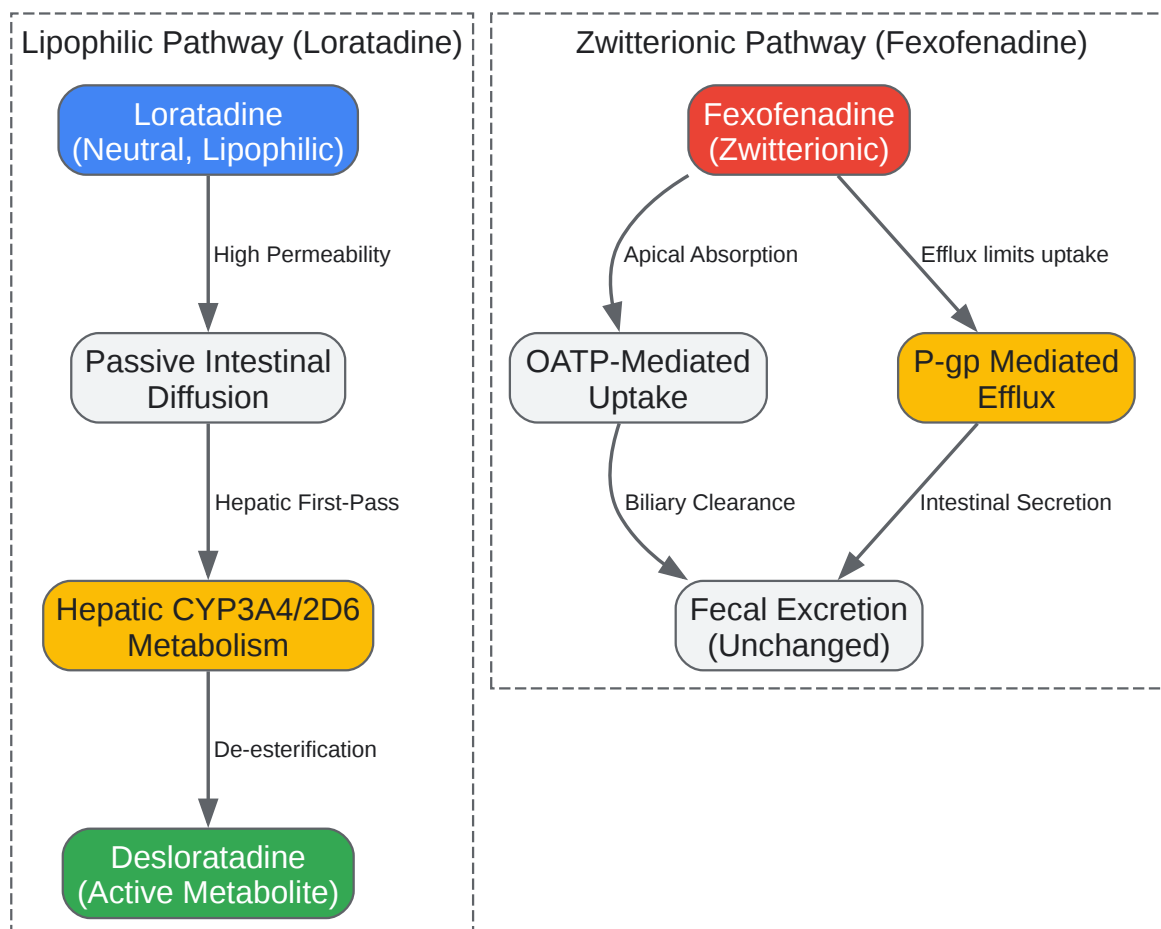 Lipophilic Pathway (Loratadine)
Loratadine
(Neutral, Lipophilic)
High Permeability
Passive Intestinal
Diffusion
Hepatic First-Pass
Hepatic CYP3A4/2D6
Metabolism
De-esterification
Desloratadine
(Active Metabolite)
Zwitterionic Pathway (Fexofenadine)
Fexofenadine
(Zwitterionic)
Apical Absorption
Efflux limits uptake
OATP-Mediated
Uptake
P-gp Mediated
Efflux
Biliary Clearance
Intestinal Secretion
Fecal Excretion
(Unchanged)